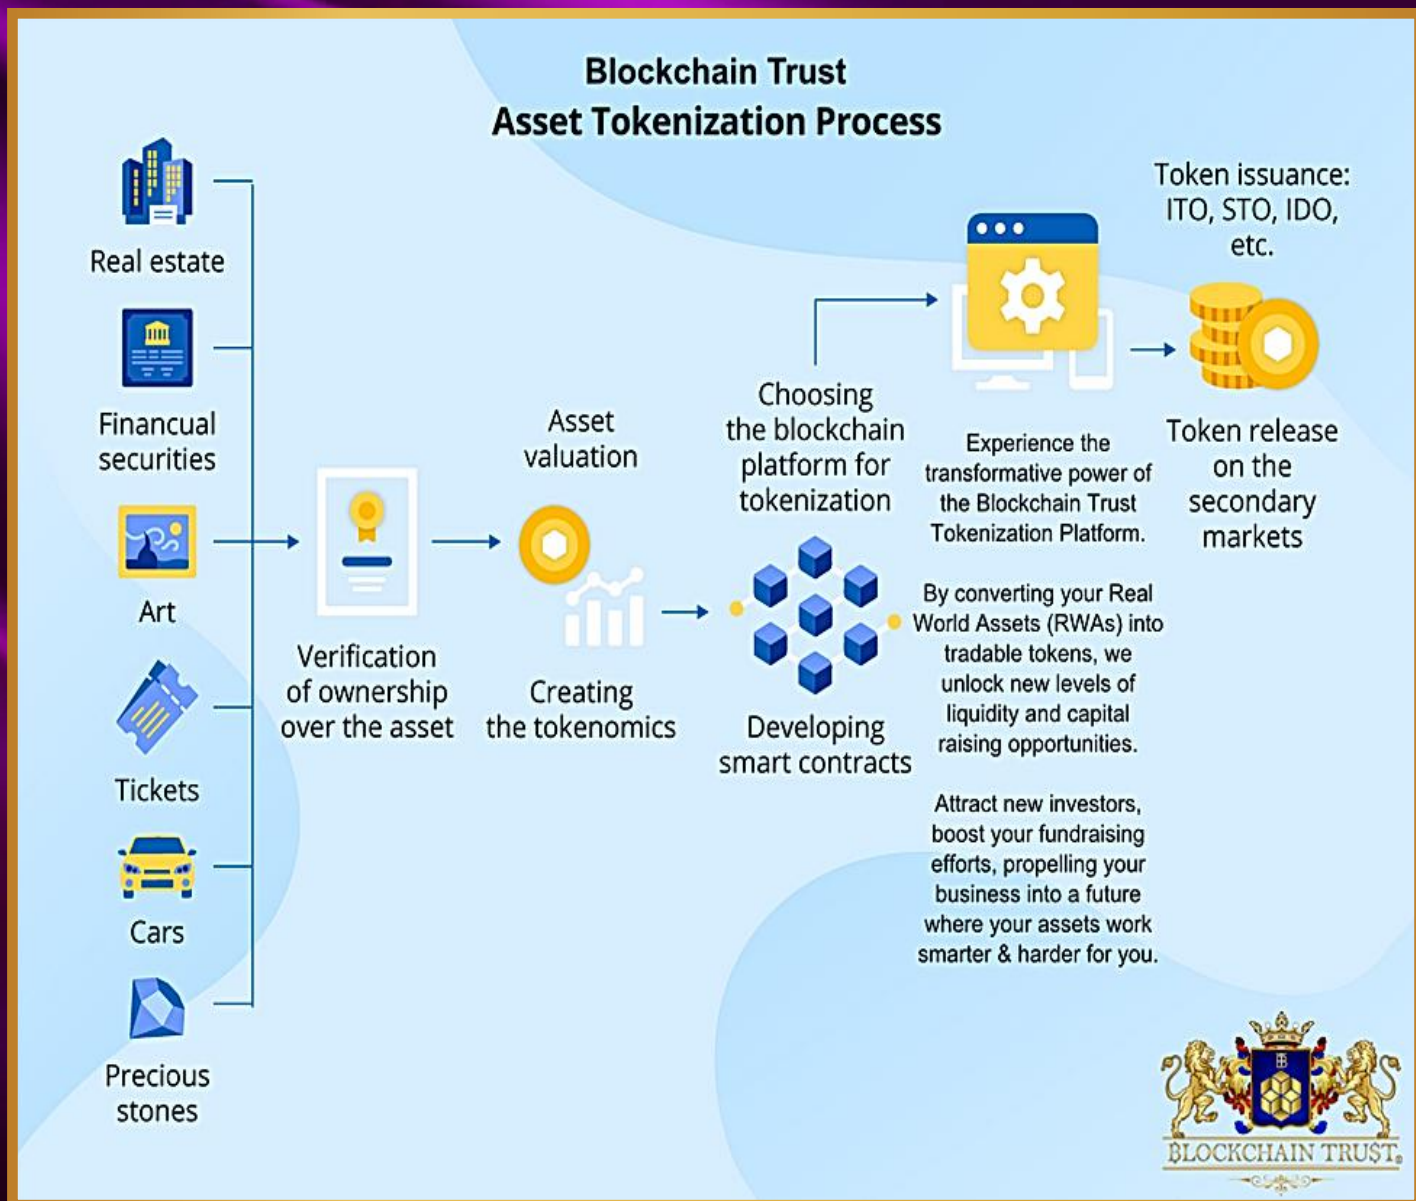 Blockchain Trust
Asset Tokenization Process
Real estate
Financual
securities
Art
Tickets
Cars
Precious
stones
Verification
of ownership
over the asset
Asset
valuation
Creating
the tokenomics
Choosing
the blockchain
platform for
tokenization
Developing
smart contracts
Experience the
transformative power of
the Blockchain Trust
Tokenization Platform.
By converting your Real
World Assets (RWAs) into
tradable tokens, we
unlock new levels of
liquidity and capital
raising opportunities.
Attract new investors,
boost your fundraising
efforts, propelling your
business into a future
where your assets work
smarter & harder for you.
Token issuance:
ITO, STO, IDO,
etc.
Token release
on the
secondary
markets
₿LOCKCHAIN TRU$T®